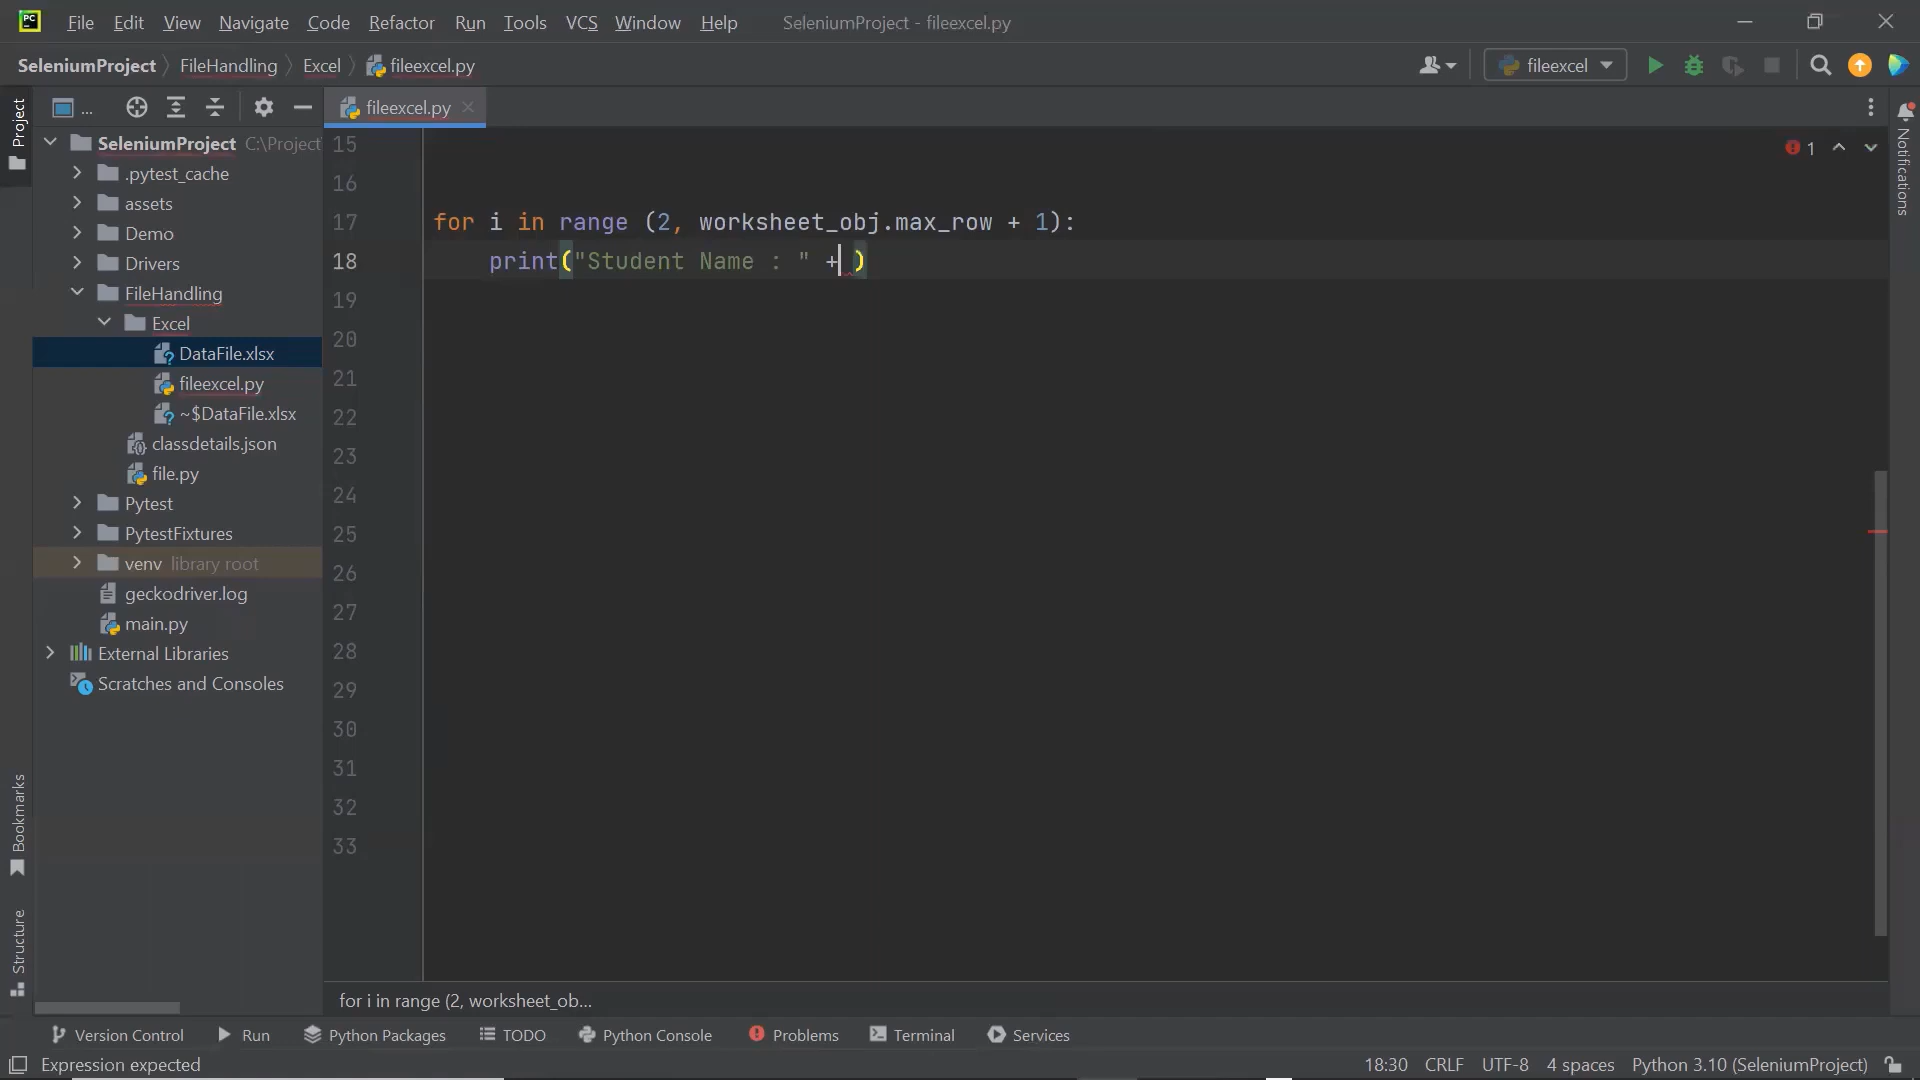 PC File Edit View Navigate Code Refactor Run Tools VCS Window Help SeleniumProject - fileexcel.py
SeleniumProject FileHandling Excel fileexcel.py fileexcel
Project
...
fileexcel.py
Notifications
SeleniumProject C:\Project
.pytest_cache
assets
Demo
Drivers
FileHandling
Excel
DataFile.xlsx
fileexcel.py
~$DataFile.xlsx
classdetails.json
file.py
Pytest
PytestFixtures
venv library root
geckodriver.log
main.py
External Libraries
Scratches and Consoles
Bookmarks
Structure
1
15
16
17 for i in range (2, worksheet_obj.max_row + 1):
18 print("Student Name : " + )
19
20
21
22
23
24
25
26
27
28
29
30
31
32
33
for i in range (2, worksheet_ob...
Version Control Run Python Packages TODO Python Console Problems Terminal Services
Expression expected 18:30 CRLF UTF-8 4 spaces Python 3.10 (SeleniumProject)